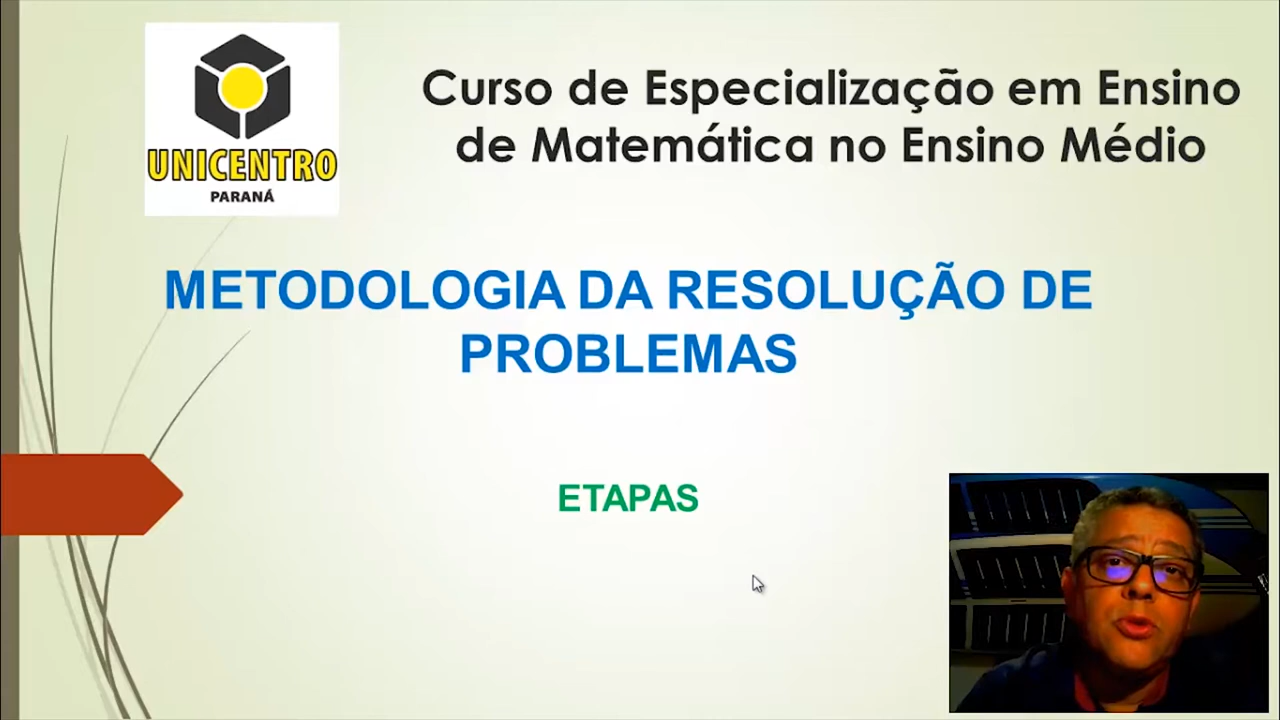 UNICENTRO
PARANÁ
Curso de Especialização em Ensino
de Matemática no Ensino Médio
METODOLOGIA DA RESOLUÇÃO DE
PROBLEMAS
ETAPAS